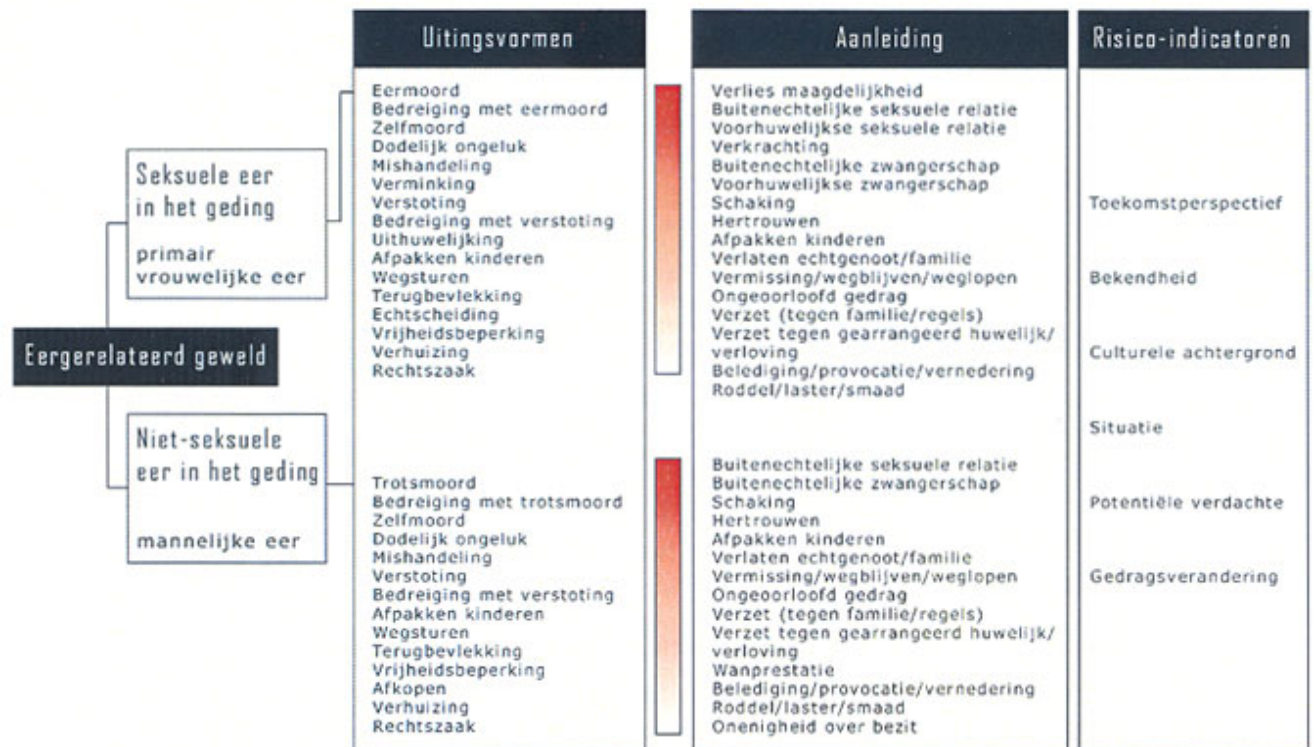 Uitingsvormen
Aanleiding
Risico-indicatoren
Eergerelateerd geweld
Seksuele eer
in het geding
primair
vrouwelijke eer
Eermoord
Bedreiging met eermoord
Zelfmoord
Dodelijk ongeluk
Mishandeling
Verminking
Verstoting
Bedreiging met verstoting
Uithuwelijking
Afpakken kinderen
Wegsturen
Terugbevlekking
Echtscheiding
Vrijheidsbeperking
Verhuizing
Rechtszaak
Verlies maagdelijkheid
Buitenechtelijke seksuele relatie
Voorhuwelijkse seksuele relatie
Verkrachting
Buitenechtelijke zwangerschap
Voorhuwelijkse zwangerschap
Schaking
Hertrouwen
Afpakken kinderen
Verlaten echtgenoot/familie
Vermissing/wegblijven/weglopen
Ongeoorloofd gedrag
Verzet (tegen familie/regels)
Verzet tegen gearrangeerd huwelijk/
verloving
Belediging/provocatie/vernedering
Roddel/laster/smaad
Niet-seksuele
eer in het geding
mannelijke eer
Trotsmoord
Bedreiging met trotsmoord
Zelfmoord
Dodelijk ongeluk
Mishandeling
Verstoting
Bedreiging met verstoting
Afpakken kinderen
Wegsturen
Terugbevlekking
Vrijheidsbeperking
Afkopen
Verhuizing
Rechtszaak
Buitenechtelijke seksuele relatie
Buitenechtelijke zwangerschap
Schaking
Hertrouwen
Afpakken kinderen
Verlaten echtgenoot/familie
Vermissing/wegblijven/weglopen
Ongeoorloofd gedrag
Verzet (tegen familie/regels)
Verzet tegen gearrangeerd huwelijk/
verloving
Wanprestatie
Belediging/provocatie/vernedering
Roddel/laster/smaad
Onenigheid over bezit
Toekomstperspectief
Bekendheid
Culturele achtergrond
Situatie
Potentiële verdachte
Gedragsverandering